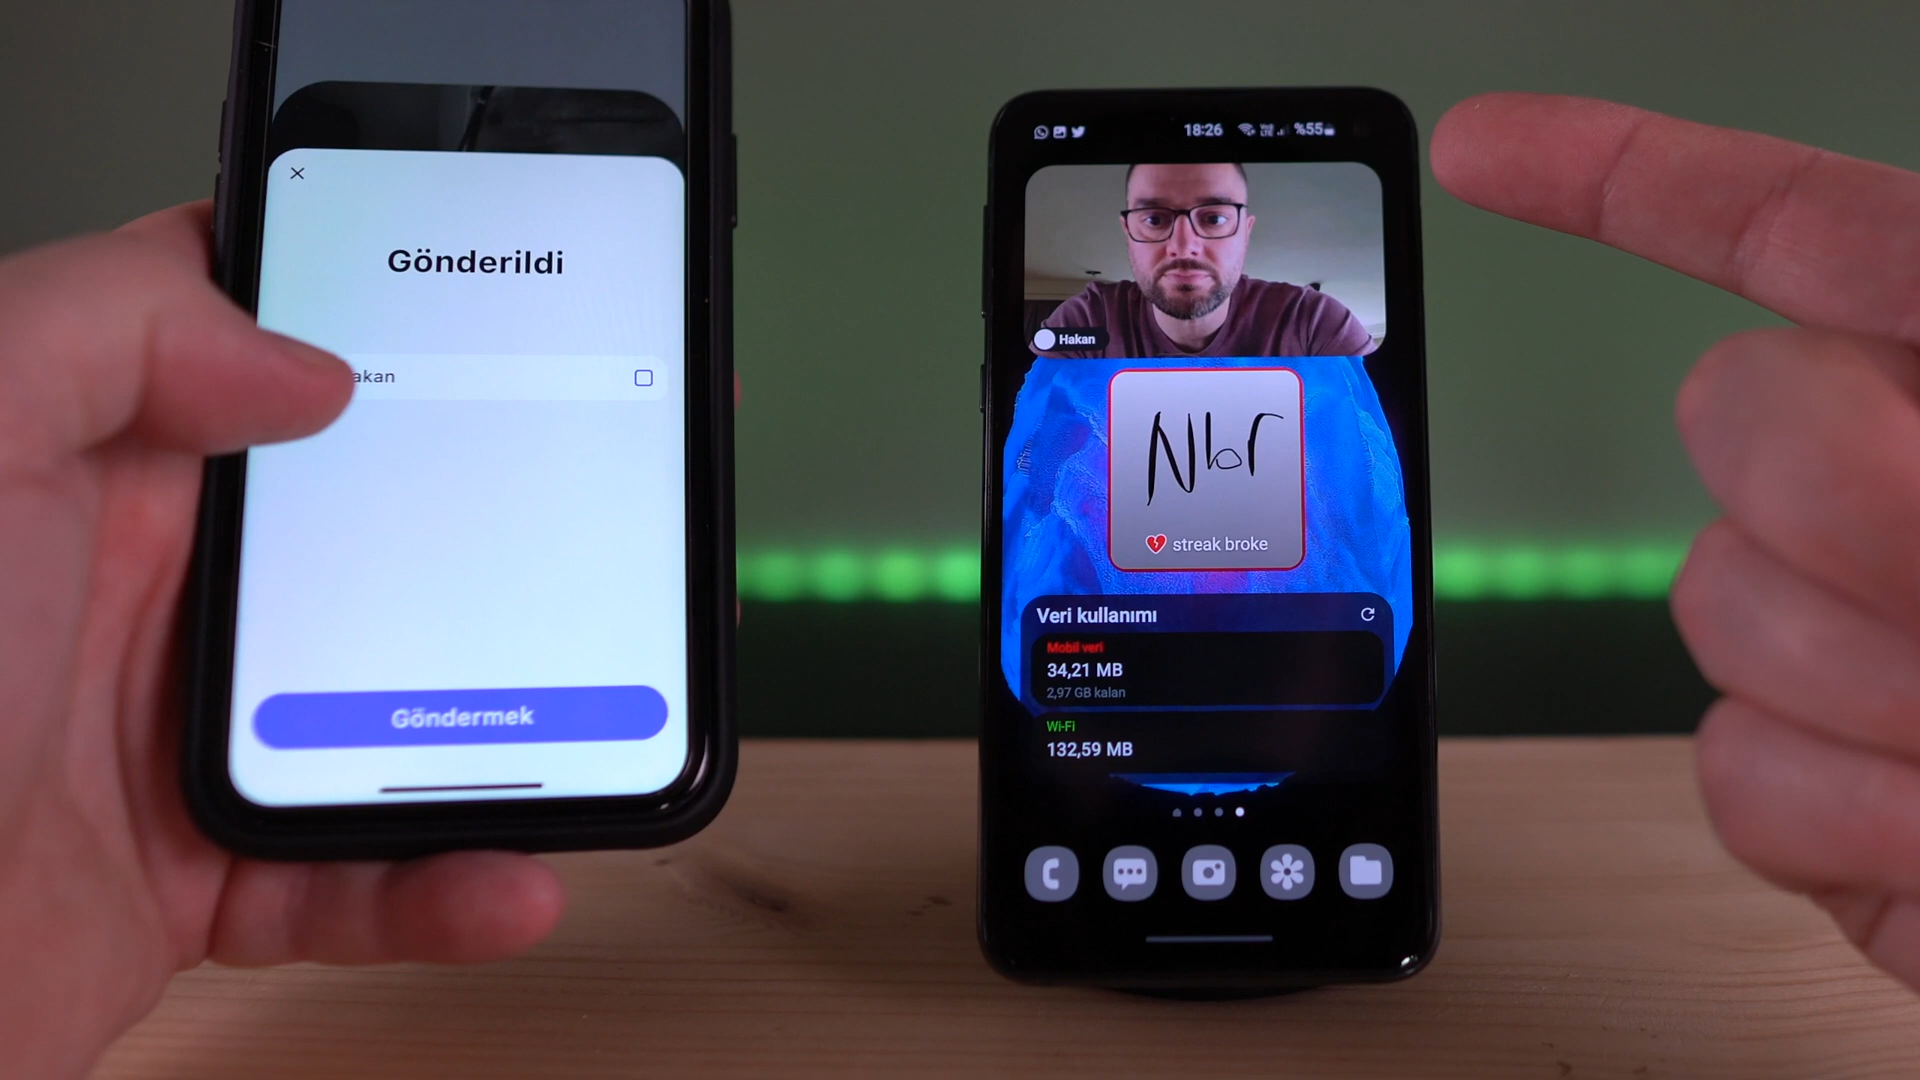 Gönderildi
akan
Göndermek
18:26
%55
Hakan
Nbr
💔 streak broke
Veri kullanımı
Mobil veri
34,21 MB
2,97 GB kalan
Wi-Fi
132,59 MB